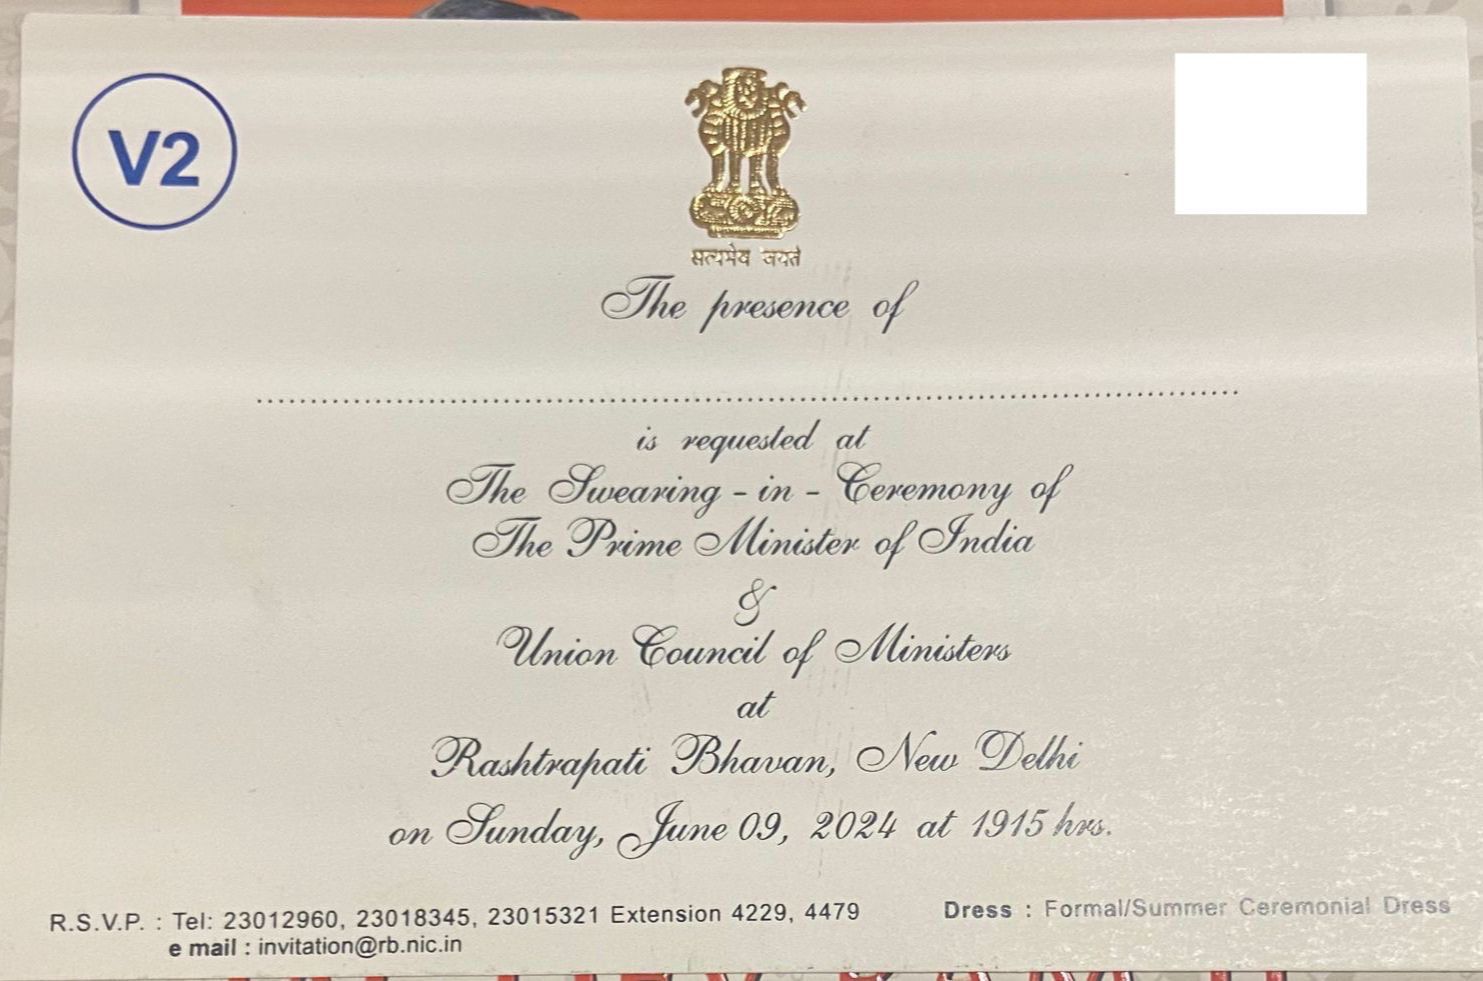 V2
सत्यमेव जयते
The presence of
is requested at
The Swearing - in - Ceremony of
The Prime Minister of India
&
Union Council of Ministers
at
Rashtrapati Bhavan, New Delhi
on Sunday, June 09, 2024 at 1915 hrs.
R.S.V.P. : Tel: 23012960, 23018345, 23015321 Extension 4229, 4479
e mail : invitation@rb.nic.in
Dress : Formal/Summer Ceremonial Dress